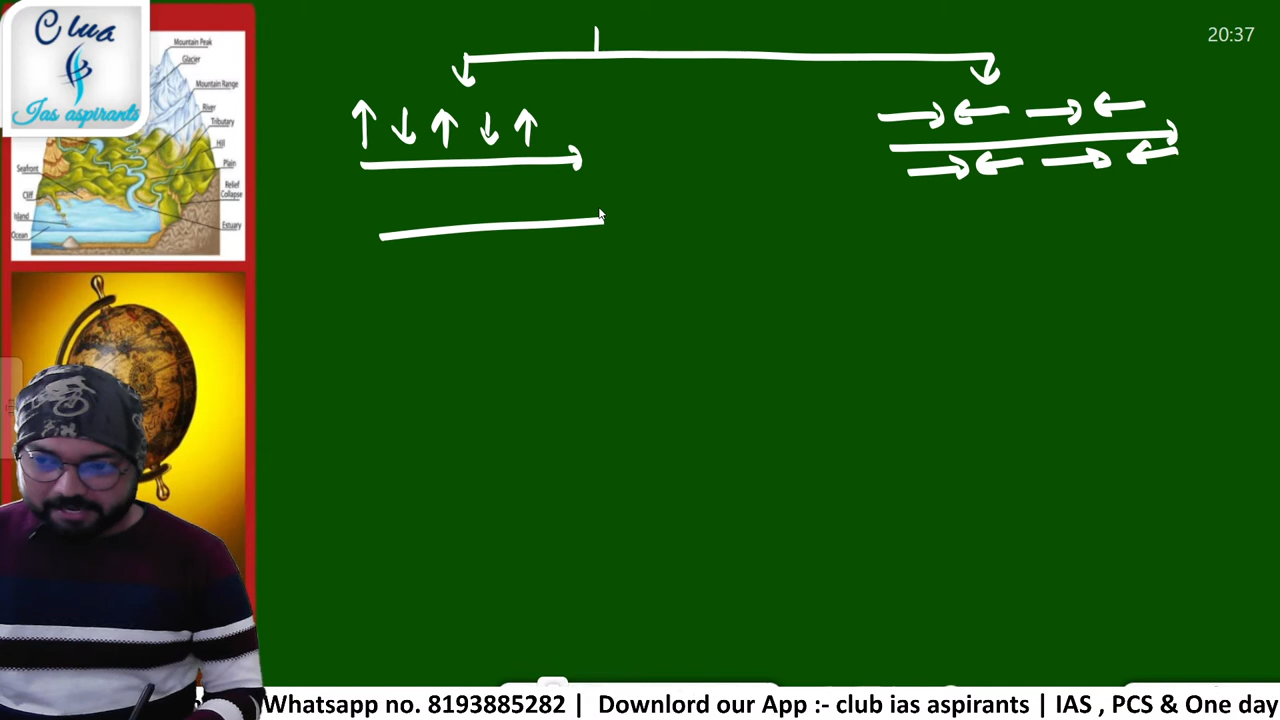 Club
Ias aspirants
20:37
Mountain Peak
Glacier
Mountain Range
River
Tributary
Hill
Plain
Seafront
Relief
Collapse
Cliff
Island
Estuary
Ocean
Whatsapp no. 8193885282 | Downlord our App :- club ias aspirants | IAS , PCS & One day